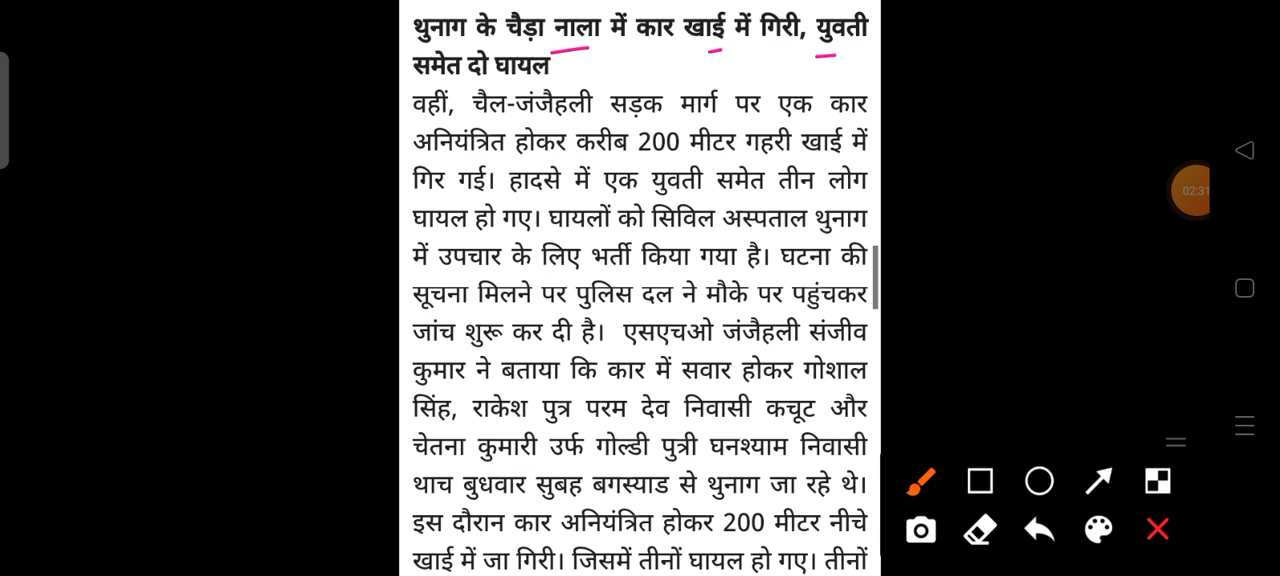 थुनाग के चैड़ा नाला में कार खाई में गिरी, युवती
समेत दो घायल
वहीं, चैल-जंजैहली सड़क मार्ग पर एक कार
अनियंत्रित होकर करीब 200 मीटर गहरी खाई में
गिर गई। हादसे में एक युवती समेत तीन लोग
घायल हो गए। घायलों को सिविल अस्पताल थुनाग
में उपचार के लिए भर्ती किया गया है। घटना की
सूचना मिलने पर पुलिस दल ने मौके पर पहुंचकर
जांच शुरू कर दी है। एसएचओ जंजैहली संजीव
कुमार ने बताया कि कार में सवार होकर गोशाल
सिंह, राकेश पुत्र परम देव निवासी कचूट और
चेतना कुमारी उर्फ गोल्डी पुत्री घनश्याम निवासी
थाच बुधवार सुबह बगस्याड से थुनाग जा रहे थे।
इस दौरान कार अनियंत्रित होकर 200 मीटर नीचे
खाई में जा गिरी। जिसमें तीनों घायल हो गए। तीनों
02:31